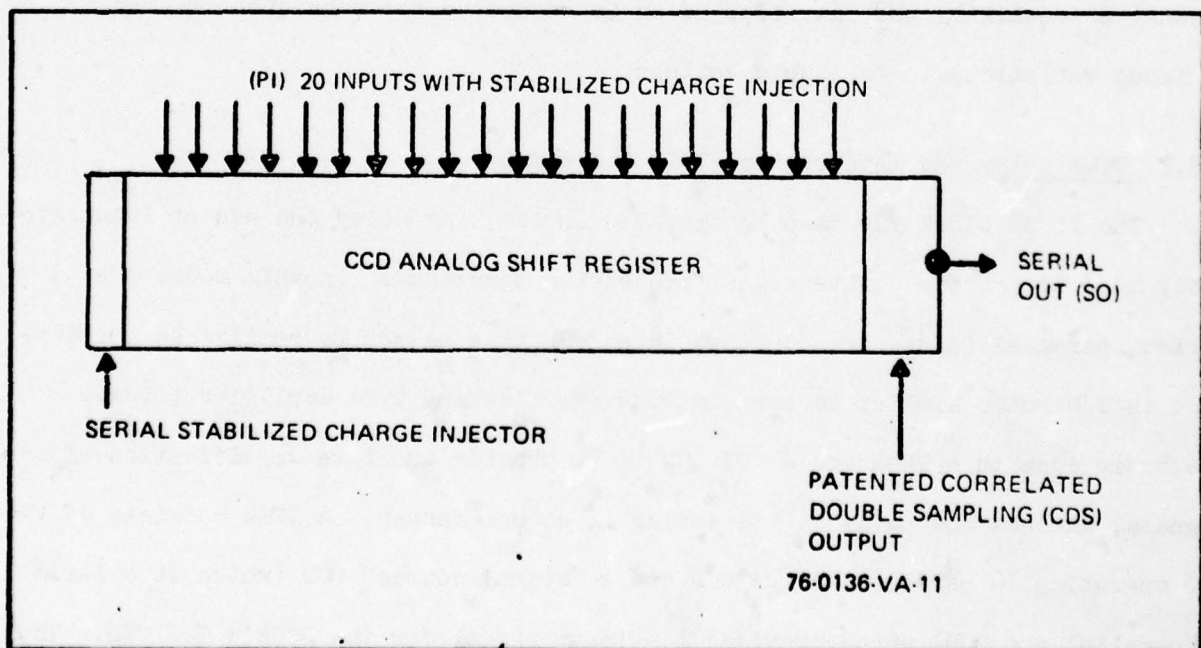 (PI) 20 INPUTS WITH STABILIZED CHARGE INJECTION
CCD ANALOG SHIFT REGISTER
SERIAL
OUT (SO)
SERIAL STABILIZED CHARGE INJECTOR
PATENTED CORRELATED
DOUBLE SAMPLING (CDS)
OUTPUT
76-0136-VA-11